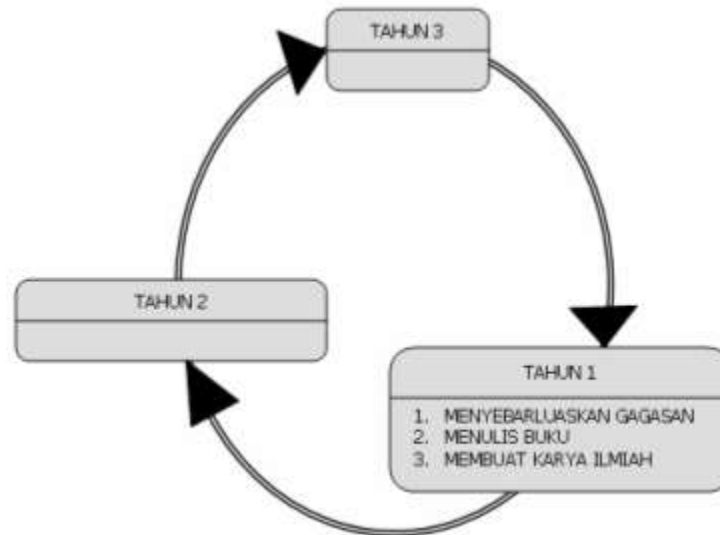 TAHUN 3
TAHUN 2
TAHUN 1
1. MENYEBARLUASKAN GAGASAN
2. MENULIS BUKU
3. MEMBUAT KARYA ILMIAH